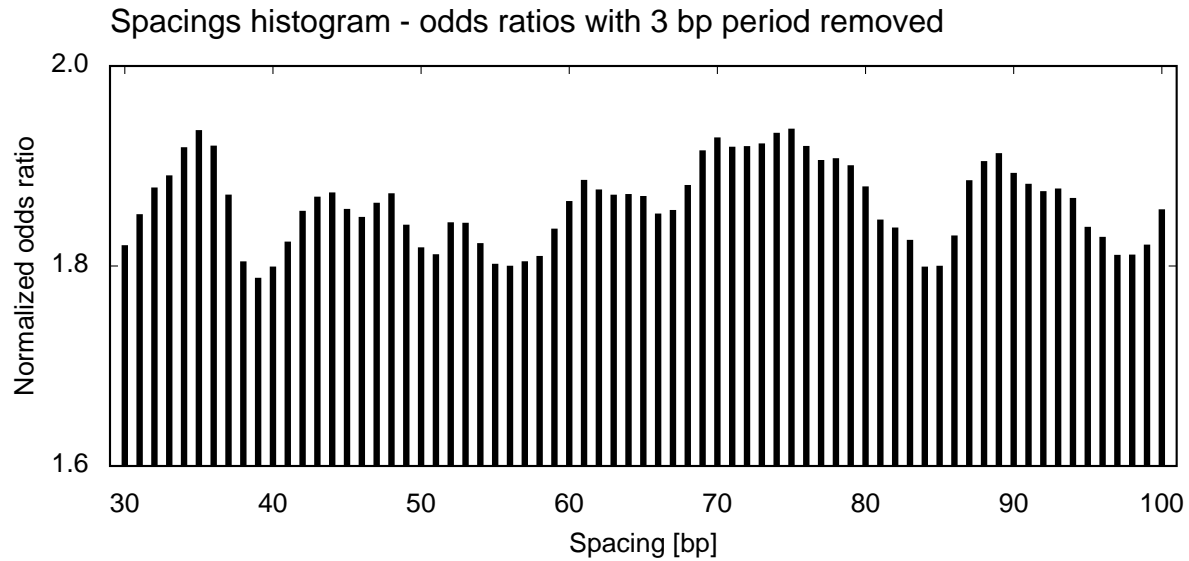 Spacings histogram - odds ratios with 3 bp period removed
2.0
1.8
1.6
Normalized odds ratio
30 40 50 60 70 80 90 100
Spacing [bp]